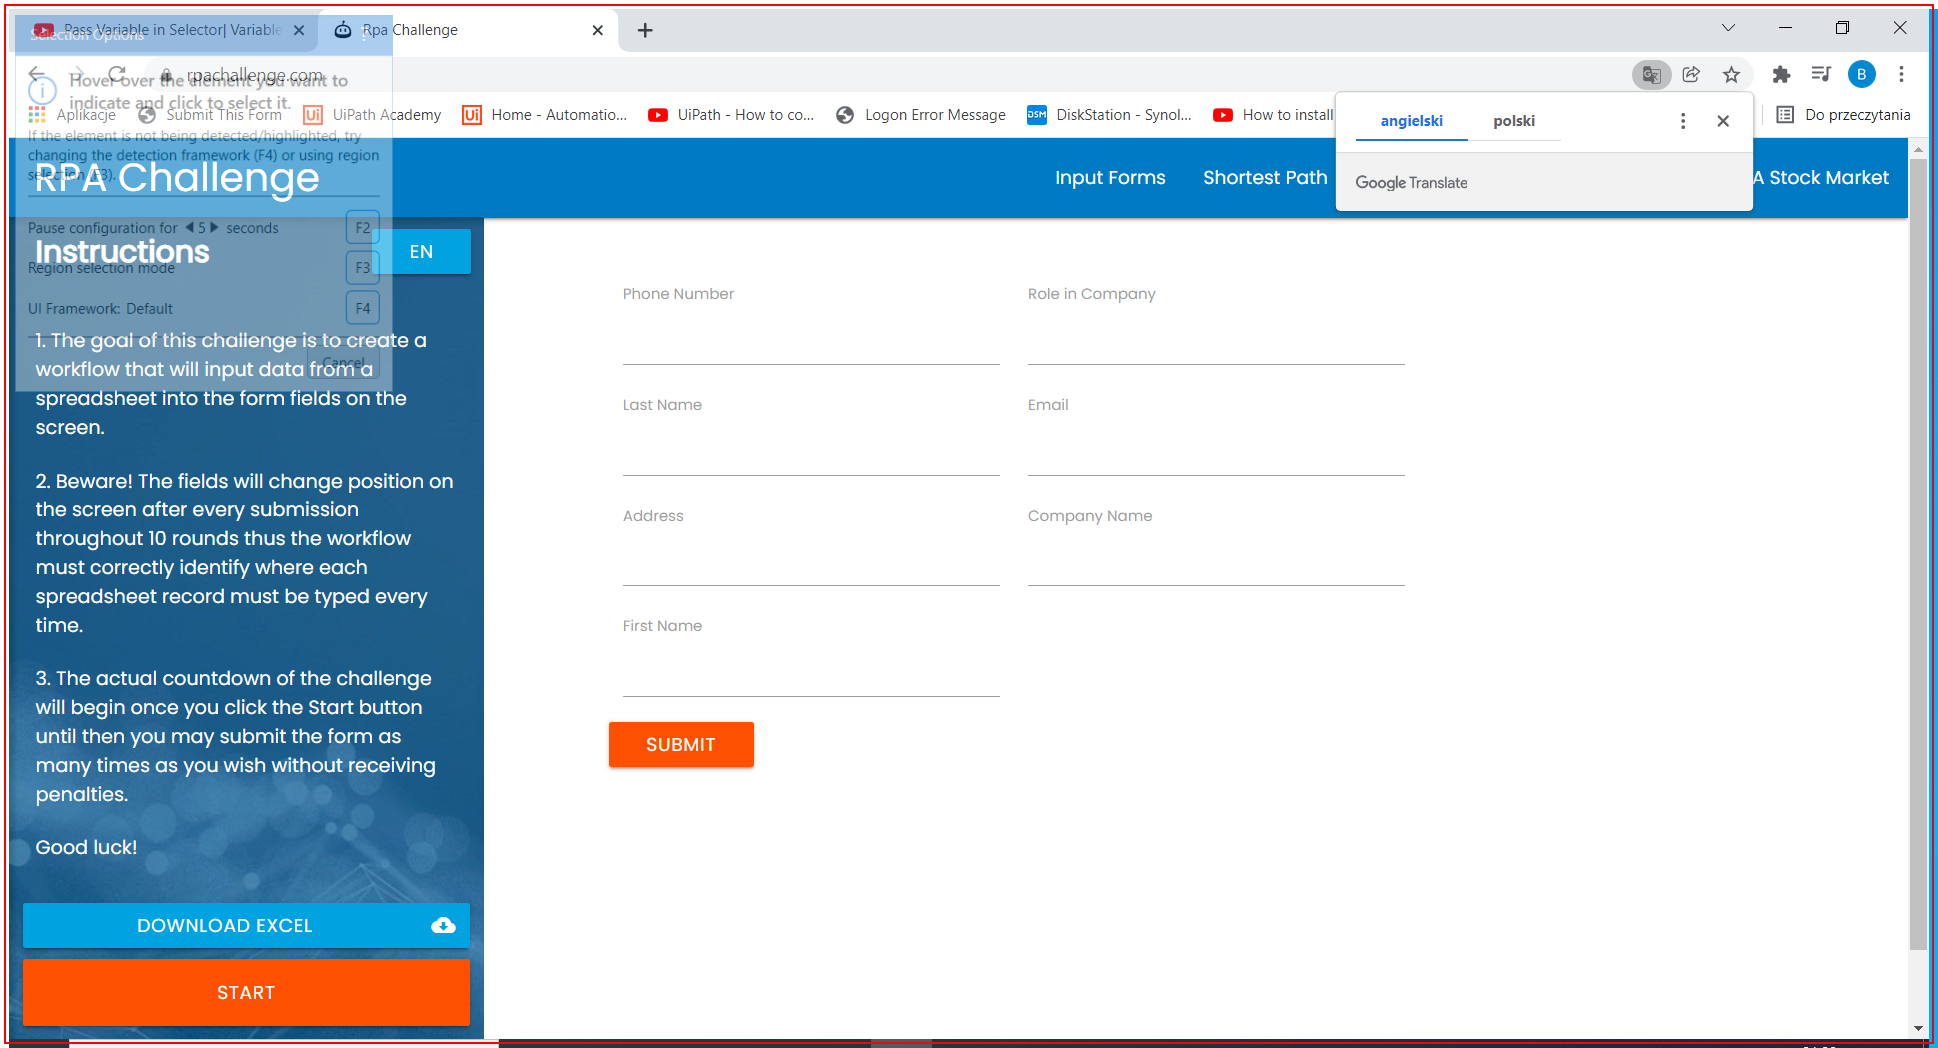 Pass Variable in Selector| Variable
Rpa Challenge
Selection Options
rpachallenge.com
Hover over the element you want to
indicate and click to select it.
B
Aplikacje
Submit This Form
UiPath Academy
Home - Automatio...
UiPath - How to co...
Logon Error Message
DiskStation - Synol...
How to install
Do przeczytania
angielski
polski
Google Translate
If the element is not being detected/highlighted, try
changing the detection framework (F4) or using region
selection (F3).
RPA Challenge
Input Forms
Shortest Path
A Stock Market
Pause configuration for 5 seconds
F2
Instructions
EN
Region selection mode
F3
UI Framework: Default
F4
Cancel
1. The goal of this challenge is to create a
workflow that will input data from a
spreadsheet into the form fields on the
screen.
2. Beware! The fields will change position on
the screen after every submission
throughout 10 rounds thus the workflow
must correctly identify where each
spreadsheet record must be typed every
time.
3. The actual countdown of the challenge
will begin once you click the Start button
until then you may submit the form as
many times as you wish without receiving
penalties.
Good luck!
DOWNLOAD EXCEL
START
Phone Number
Role in Company
Last Name
Email
Address
Company Name
First Name
SUBMIT